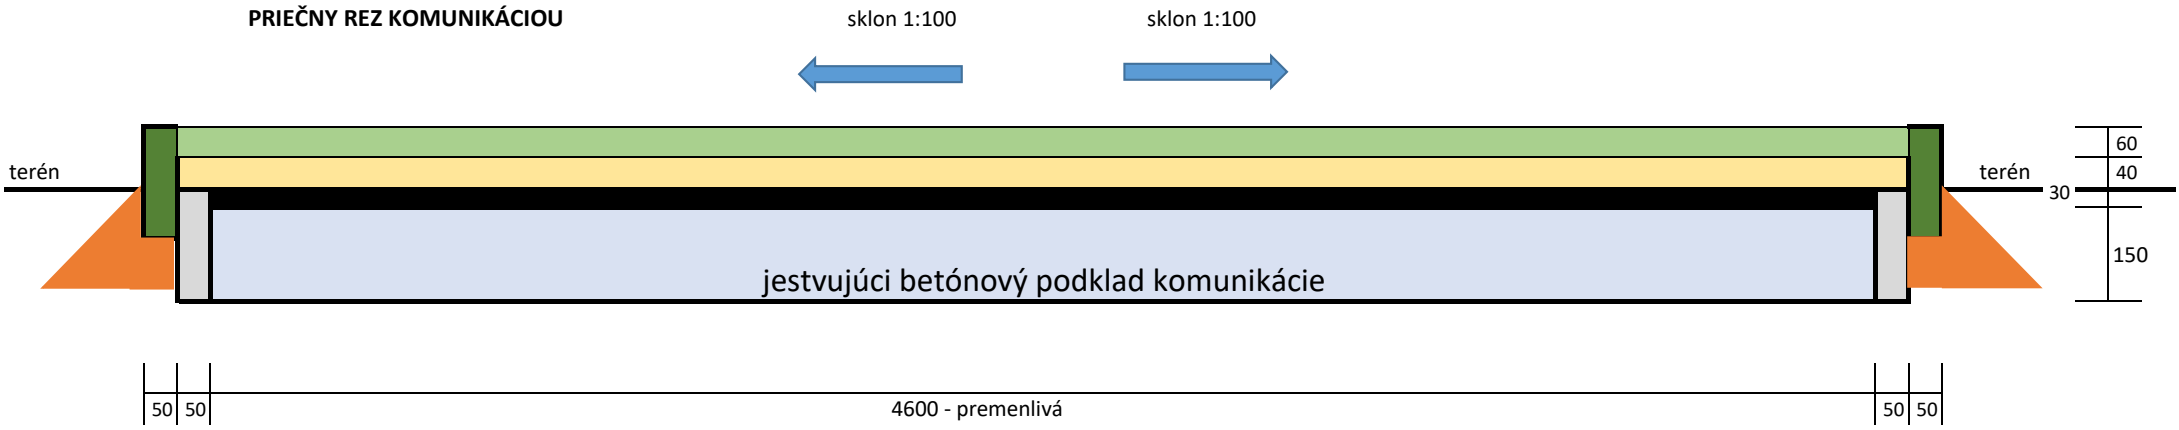 PRIEČNY REZ KOMUNIKÁCIOU
sklon 1:100
sklon 1:100
terén
terén
60
40
30
150
jestvujúci betónový podklad komunikácie
50
50
4600 - premenlivá
50
50